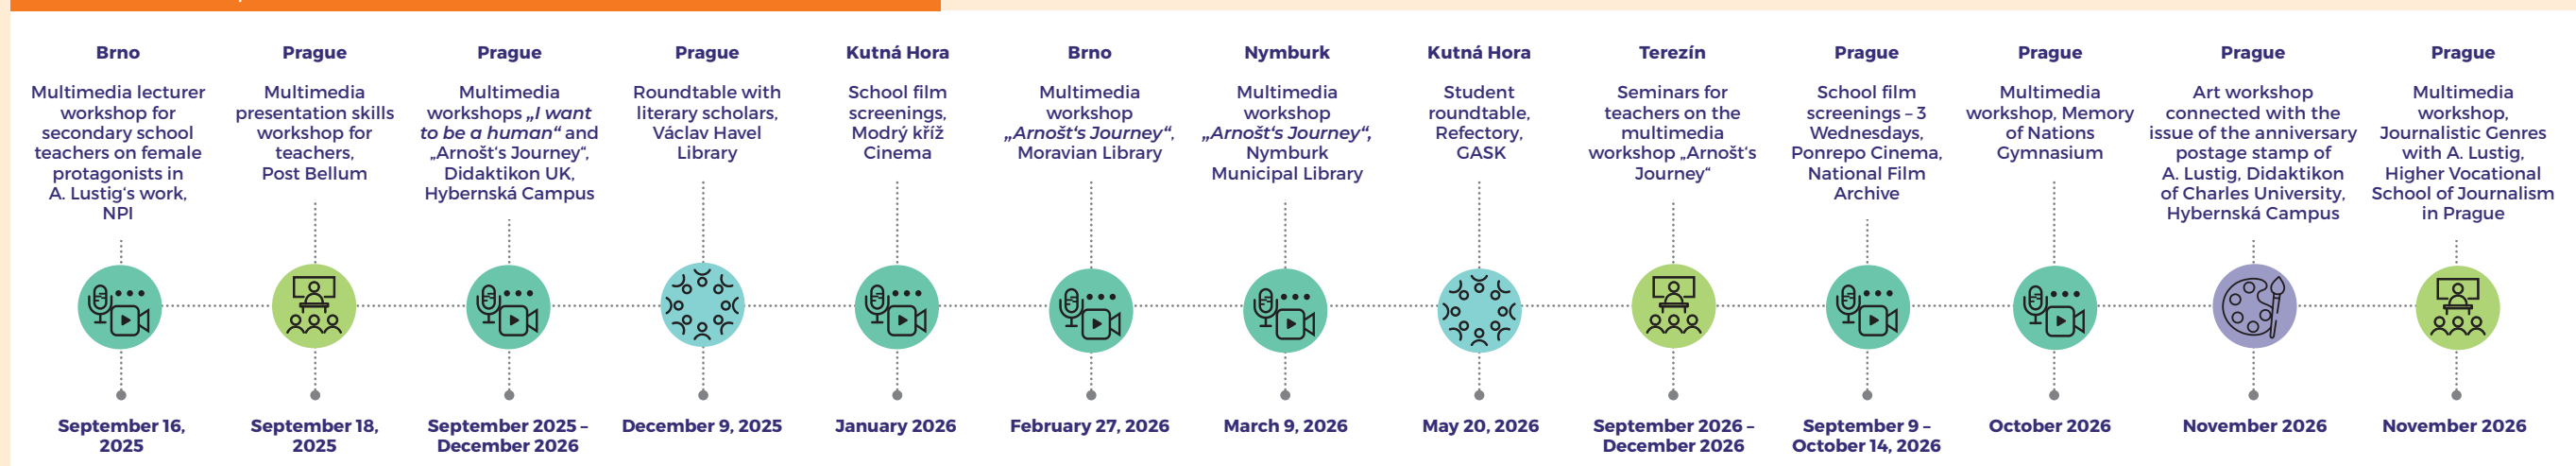 Brno
Multimedia lecturer
workshop for
secondary school
teachers on female
protagonists in
A. Lustig‘s work,
NPI
September 16,
2025
Prague
Multimedia
presentation skills
workshop for
teachers,
Post Bellum
September 18,
2025
Prague
Multimedia
workshops „I want
to be a human“ and
„Arnošt‘s Journey“,
Didaktikon UK,
Hybernská Campus
September 2025 –
December 2026
Prague
Roundtable with
literary scholars,
Václav Havel
Library
December 9, 2025
Kutná Hora
School film
screenings,
Modrý kříž
Cinema
January 2026
Brno
Multimedia
workshop
„Arnošt‘s Journey“,
Moravian Library
February 27, 2026
Nymburk
Multimedia
workshop
„Arnošt‘s Journey“,
Nymburk
Municipal Library
March 9, 2026
Kutná Hora
Student
roundtable,
Refectory,
GASK
May 20, 2026
Terezín
Seminars for
teachers on the
multimedia
workshop „Arnošt‘s
Journey“
September 2026 –
December 2026
Prague
School film
screenings – 3
Wednesdays,
Ponrepo Cinema,
National Film
Archive
September 9 –
October 14, 2026
Prague
Multimedia
workshop, Memory
of Nations
Gymnasium
October 2026
Prague
Art workshop
connected with the
issue of the anniversary
postage stamp of
A. Lustig, Didaktikon
of Charles University,
Hybernská Campus
November 2026
Prague
Multimedia
workshop,
Journalistic Genres
with A. Lustig,
Higher Vocational
School of Journalism
in Prague
November 2026